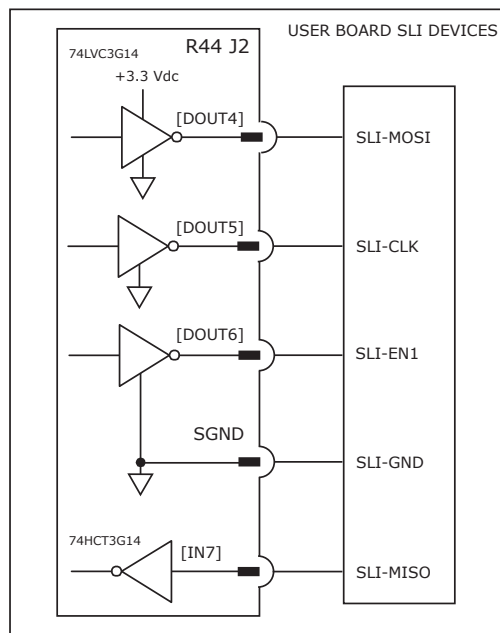 USER BOARD SLI DEVICES
R44 J2
74LVC3G14
+3.3 Vdc
[DOUT4]
SLI-MOSI
[DOUT5]
SLI-CLK
[DOUT6]
SLI-EN1
SGND
SLI-GND
74HCT3G14
[IN7]
SLI-MISO